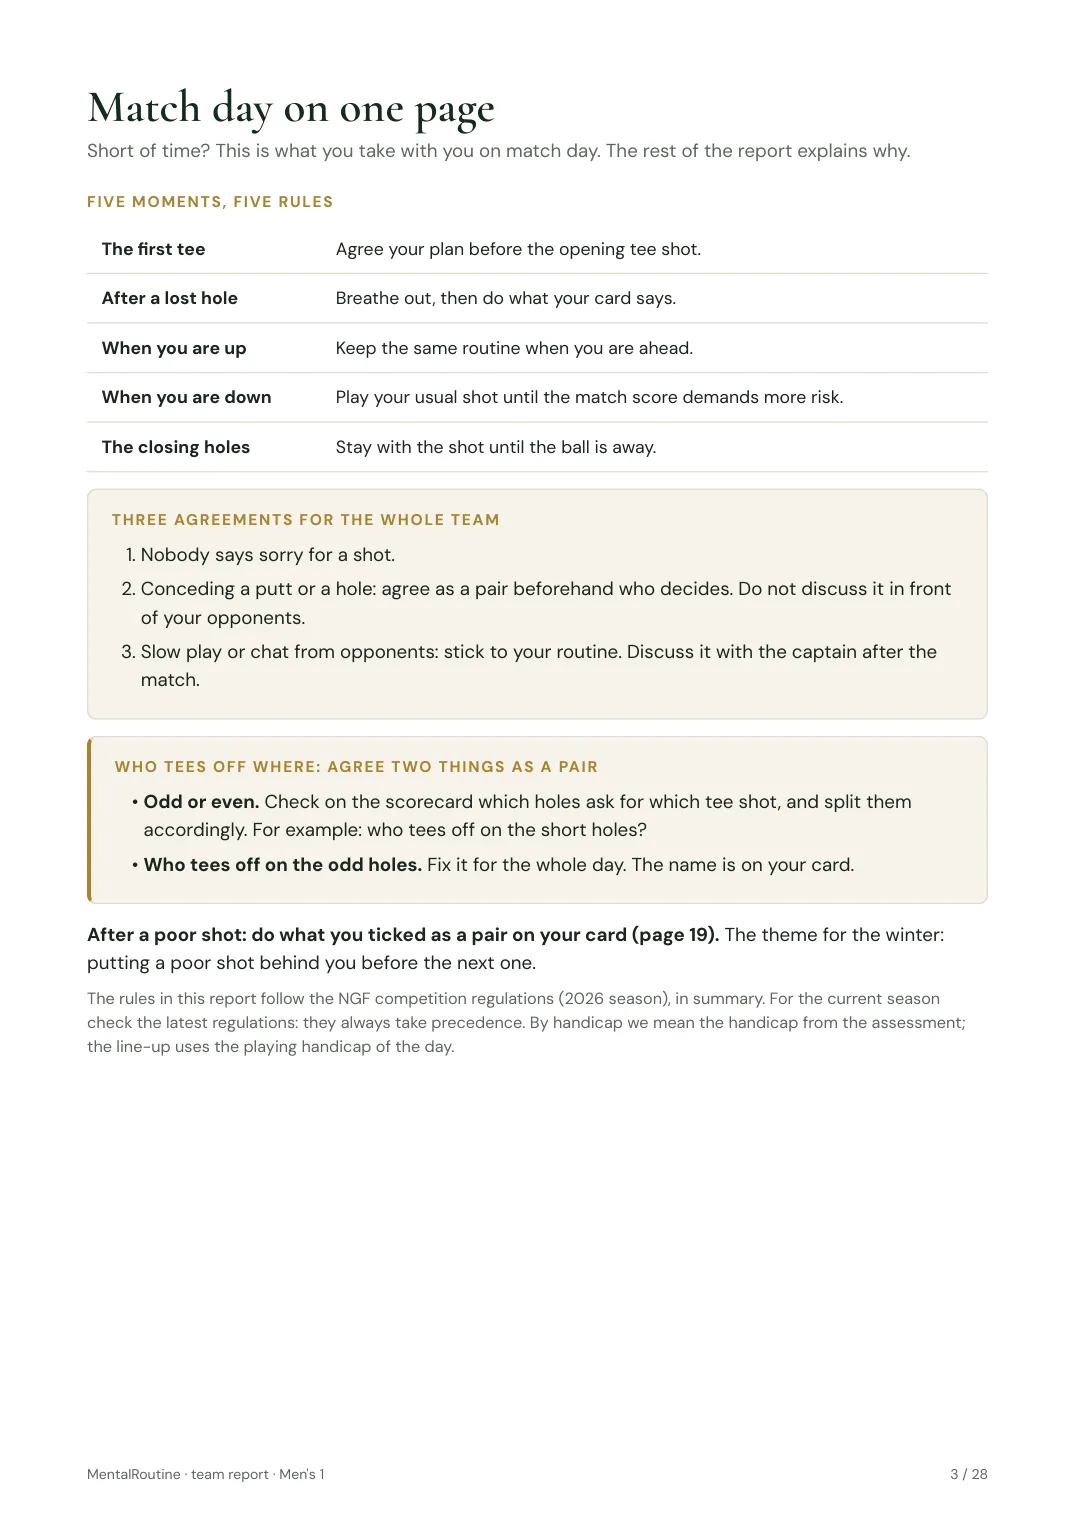 Match day on one page
Short of time? This is what you take with you on match day. The rest of the report explains why.
FIVE MOMENTS, FIVE RULES
The first tee Agree your plan before the opening tee shot.
After a lost hole Breathe out, then do what your card says.
When you are up Keep the same routine when you are ahead.
When you are down Play your usual shot until the match score demands more risk.
The closing holes Stay with the shot until the ball is away.
THREE AGREEMENTS FOR THE WHOLE TEAM
1. Nobody says sorry for a shot.
2. Conceding a putt or a hole: agree as a pair beforehand who decides. Do not discuss it in front
of your opponents.
3. Slow play or chat from opponents: stick to your routine. Discuss it with the captain after the
match.
WHO TEES OFF WHERE: AGREE TWO THINGS AS A PAIR
• Odd or even. Check on the scorecard which holes ask for which tee shot, and split them
accordingly. For example: who tees off on the short holes?
• Who tees off on the odd holes. Fix it for the whole day. The name is on your card.
After a poor shot: do what you ticked as a pair on your card (page 19). The theme for the winter:
putting a poor shot behind you before the next one.
The rules in this report follow the NGF competition regulations (2026 season), in summary. For the current season
check the latest regulations: they always take precedence. By handicap we mean the handicap from the assessment;
the line-up uses the playing handicap of the day.
MentalRoutine · team report · Men's 1 3 / 28